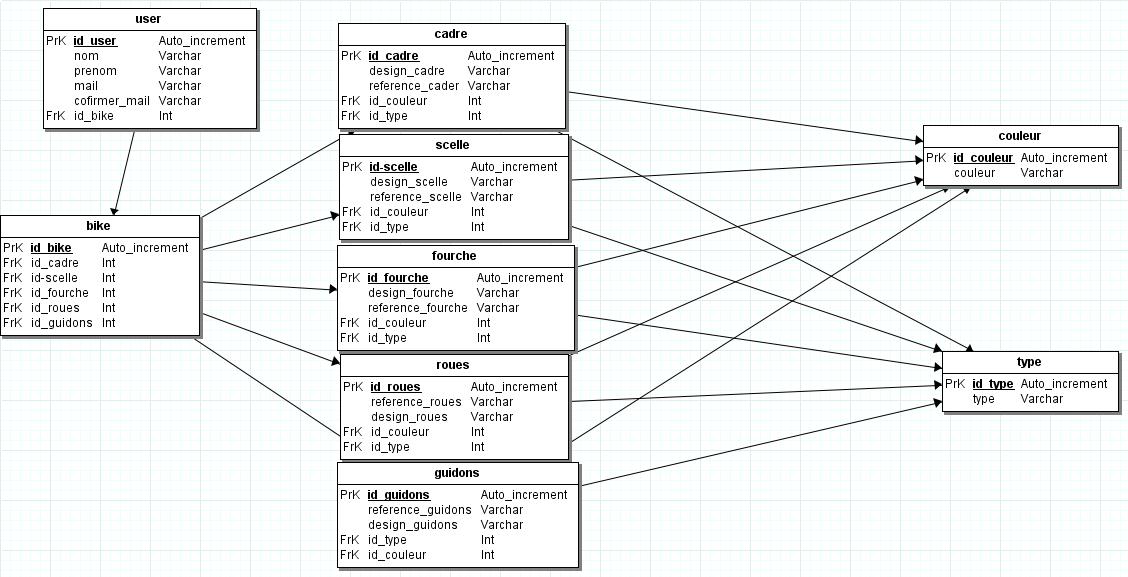 user
PrK id_user Auto_increment
nom Varchar
prenom Varchar
mail Varchar
cofirmer_mail Varchar
FrK id_bike Int
bike
PrK id_bike Auto_increment
FrK id_cadre Int
FrK id-scelle Int
FrK id_fourche Int
FrK id_roues Int
FrK id_guidons Int
cadre
PrK id_cadre Auto_increment
design_cadre Varchar
reference_cader Varchar
FrK id_couleur Int
FrK id_type Int
scelle
PrK id-scelle Auto_increment
design_scelle Varchar
reference_scelle Varchar
FrK id_couleur Int
FrK id_type Int
fourche
PrK id_fourche Auto_increment
design_fourche Varchar
reference_fourche Varchar
FrK id_couleur Int
FrK id_type Int
roues
PrK id_roues Auto_increment
reference_roues Varchar
design_roues Varchar
FrK id_couleur Int
FrK id_type Int
guidons
PrK id_guidons Auto_increment
reference_guidons Varchar
design_guidons Varchar
FrK id_type Int
FrK id_couleur Int
couleur
PrK id_couleur Auto_increment
couleur Varchar
type
PrK id_type Auto_increment
type Varchar